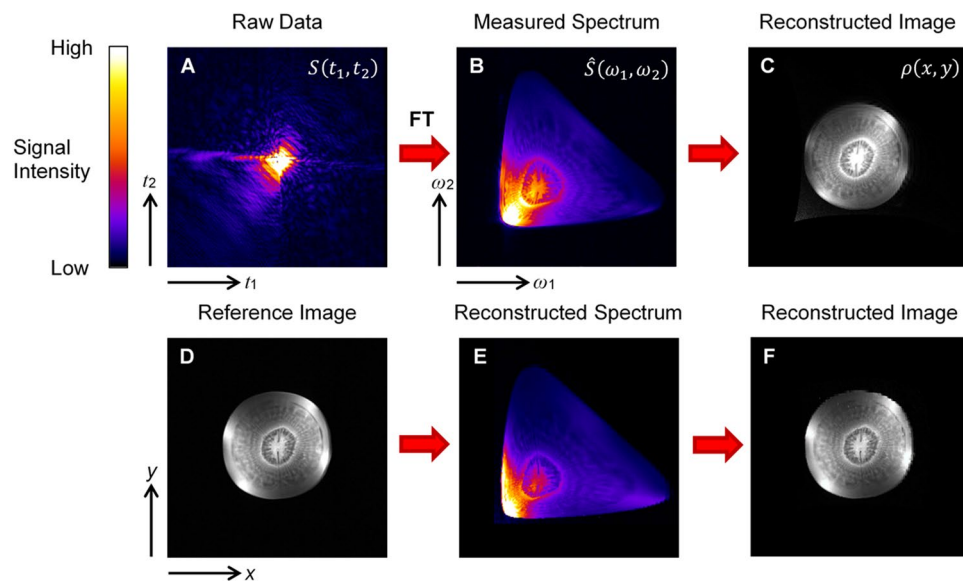 Raw Data
Measured Spectrum
Reconstructed Image
High
Signal
Intensity
Low
A
S(t₁,t₂)
t₂
t₁
FT
B
Ŝ(ω₁,ω₂)
ω₂
ω₁
C
ρ(x,y)
Reference Image
Reconstructed Spectrum
Reconstructed Image
D
E
F
y
x